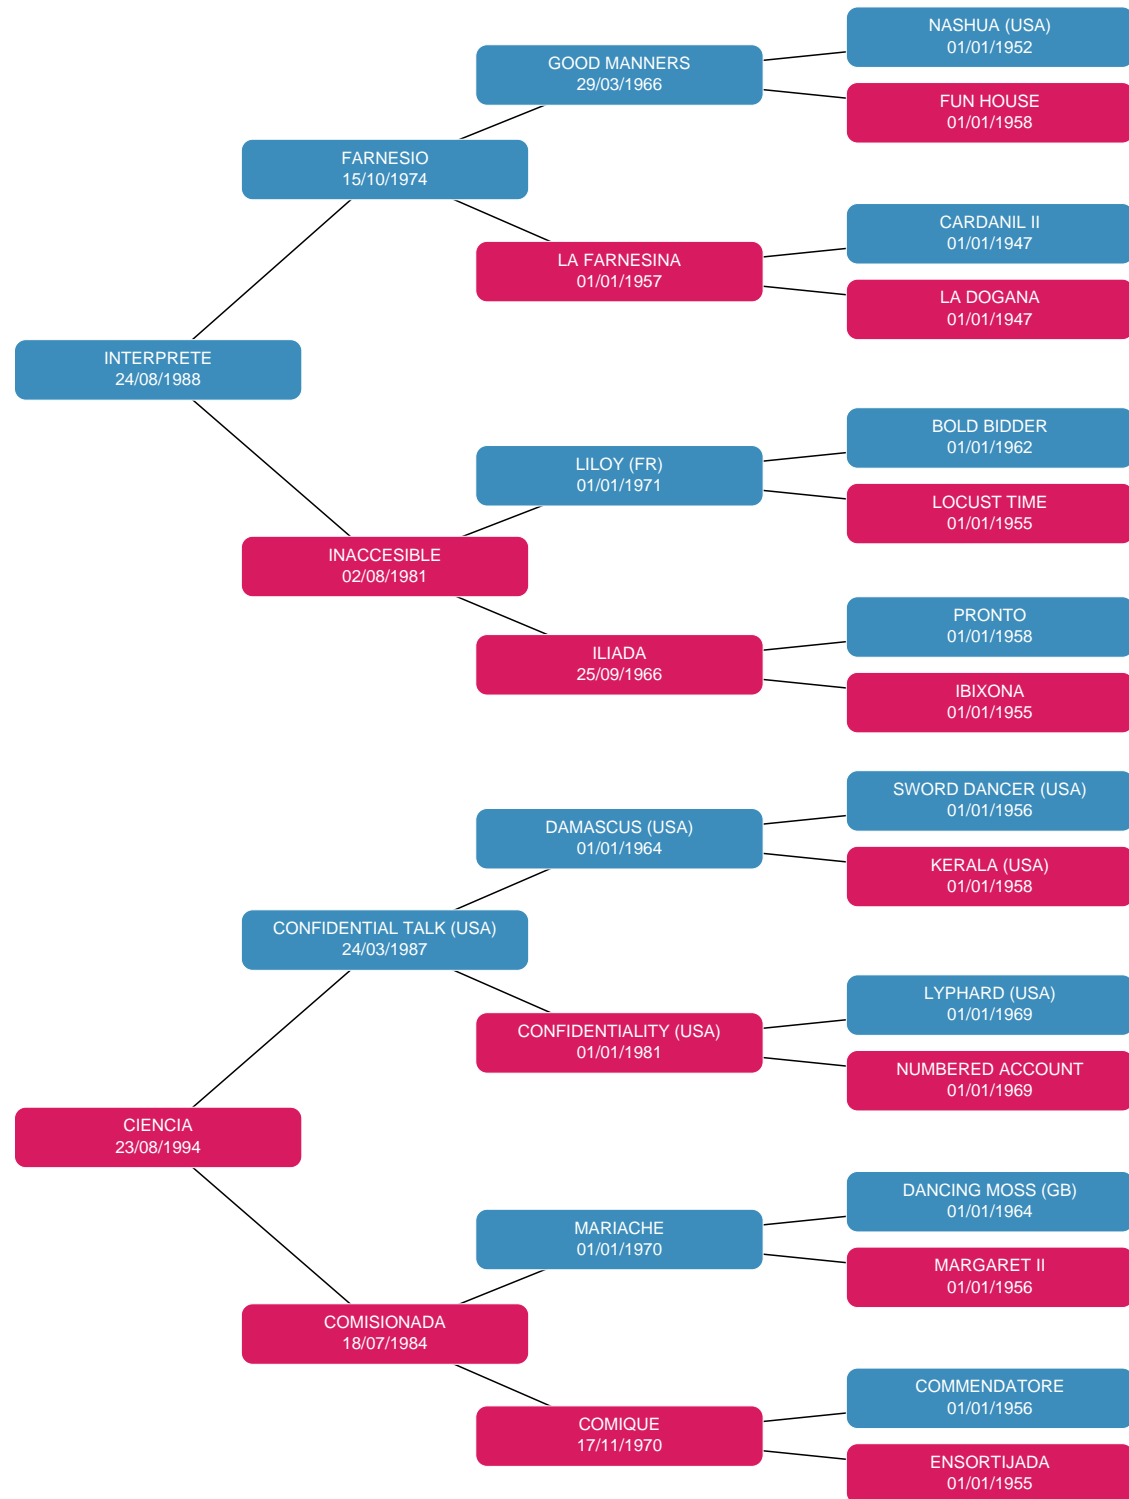 NASHUA (USA)
01/01/1952
GOOD MANNERS
29/03/1966
FUN HOUSE
01/01/1958
FARNESIO
15/10/1974
CARDANIL II
01/01/1947
LA FARNESINA
01/01/1957
LA DOGANA
01/01/1947
INTERPRETE
24/08/1988
BOLD BIDDER
01/01/1962
LILOY (FR)
01/01/1971
LOCUST TIME
01/01/1955
INACCESIBLE
02/08/1981
PRONTO
01/01/1958
ILIADA
25/09/1966
IBIXONA
01/01/1955
SWORD DANCER (USA)
01/01/1956
DAMASCUS (USA)
01/01/1964
KERALA (USA)
01/01/1958
CONFIDENTIAL TALK (USA)
24/03/1987
LYPHARD (USA)
01/01/1969
CONFIDENTIALITY (USA)
01/01/1981
NUMBERED ACCOUNT
01/01/1969
CIENCIA
23/08/1994
DANCING MOSS (GB)
01/01/1964
MARIACHE
01/01/1970
MARGARET II
01/01/1956
COMISIONADA
18/07/1984
COMMENDATORE
01/01/1956
COMIQUE
17/11/1970
ENSORTIJADA
01/01/1955